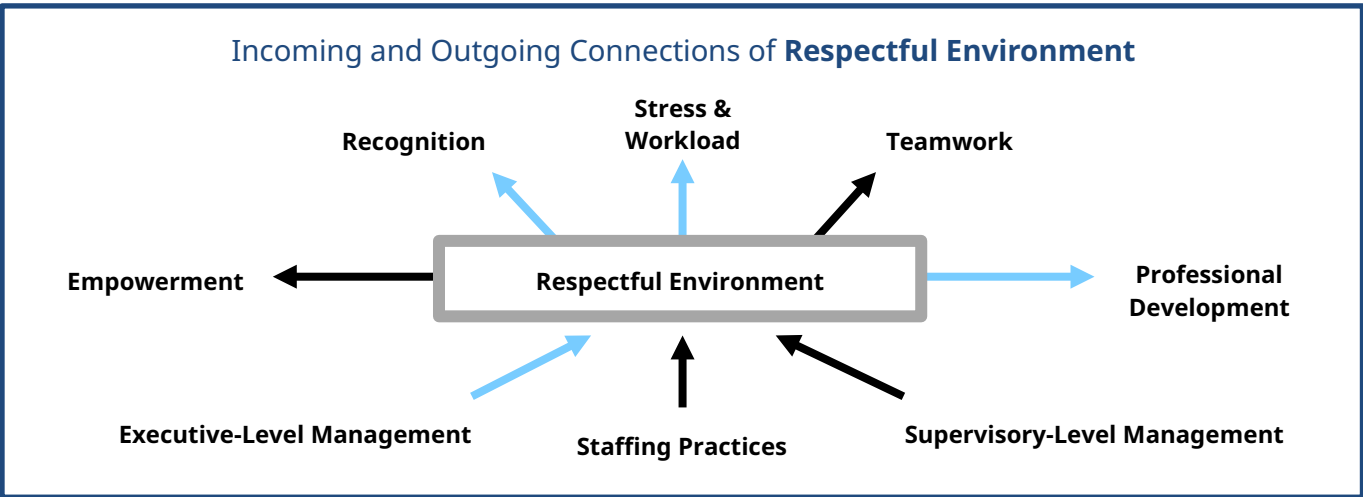 Incoming and Outgoing Connections of Respectful Environment
Stress &
Workload
Recognition
Teamwork
Empowerment
Respectful Environment
Professional
Development
Executive-Level Management
Staffing Practices
Supervisory-Level Management